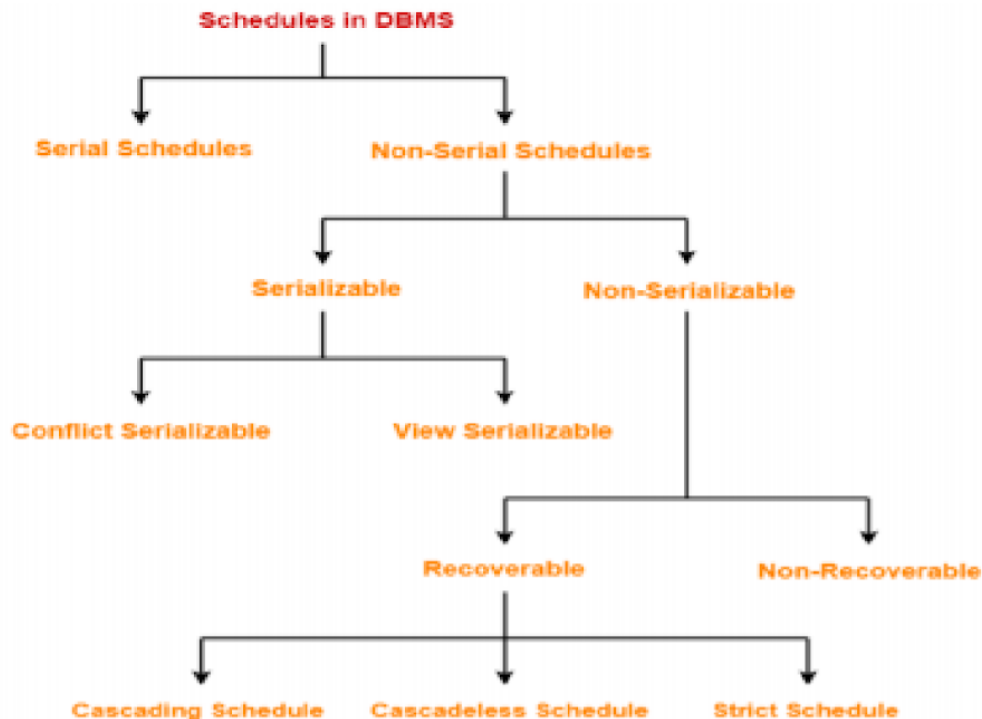 Schedules in DBMS
Serial Schedules
Non-Serial Schedules
Serializable
Non-Serializable
Conflict Serializable
View Serializable
Recoverable
Non-Recoverable
Cascading Schedule
Cascadeless Schedule
Strict Schedule